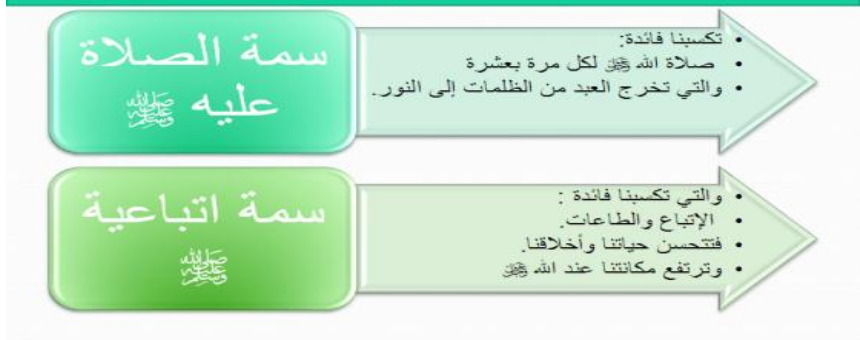 سمة الصلاة
عليه ﷺ
• تكسبنا فائدة:
• صلاة الله ﷻ لكل مرة بعشرة
• والتي تخرج العبد من الظلمات إلى النور.
سمة اتباعية
ﷺ
• والتي تكسبنا فائدة :
• الإتباع والطاعات.
• فتتحسن حياتنا وأخلاقنا.
• وترتفع مكانتنا عند الله ﷻ